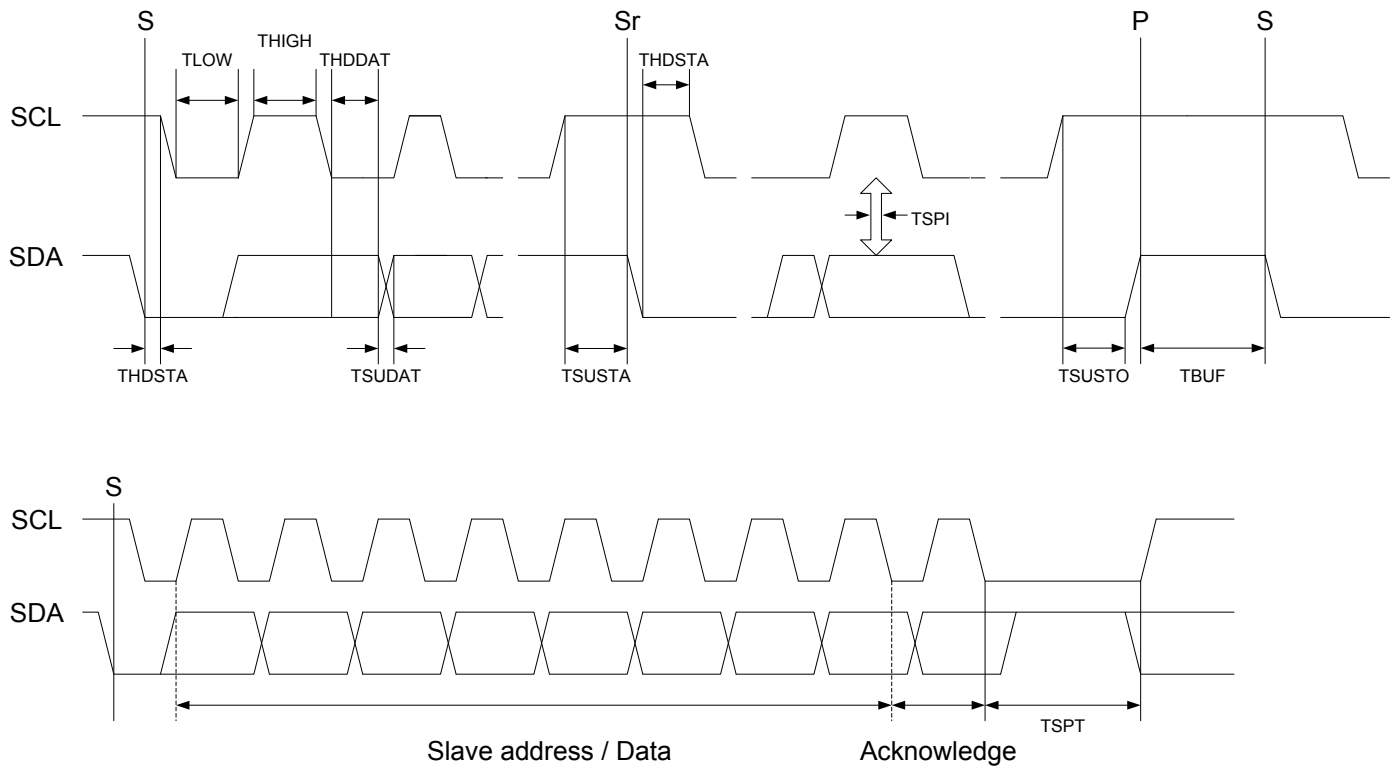 S Sr P S
THIGH
TLOW THDDAT THDSTA
SCL
TSPI
SDA
THDSTA TSUDAT TSUSTA TSUSTO TBUF
S
SCL
SDA
TSPT
Slave address / Data Acknowledge